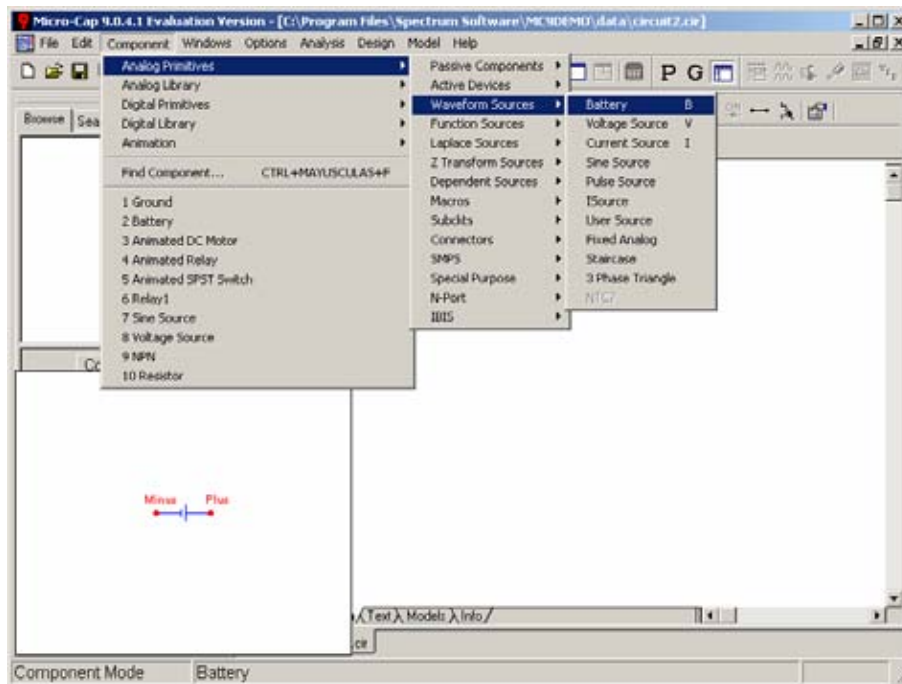 Micro-Cap 9.0.4.1 Evaluation Version - [C:\Program Files\Spectrum Software\MC9DEMO\data\circuit2.cir]
File Edit Component Windows Options Analysis Design Model Help
P G
Browse Sea
Analog Primitives
Analog Library
Digital Primitives
Digital Library
Animation
Find Component... CTRL+MAYUSCULAS+F
1 Ground
2 Battery
3 Animated DC Motor
4 Animated Relay
5 Animated SPST Switch
6 Relay1
7 Sine Source
8 Voltage Source
9 NPN
10 Resistor
Passive Components
Active Devices
Waveform Sources
Function Sources
Laplace Sources
Z Transform Sources
Dependent Sources
Macros
Subckts
Connectors
SMPS
Special Purpose
N-Port
IBIS
Battery B
Voltage Source V
Current Source I
Sine Source
Pulse Source
ISource
User Source
Fixed Analog
Staircase
3 Phase Triangle
Co
Minus Plus
Text Models Info
.cir
Component Mode Battery